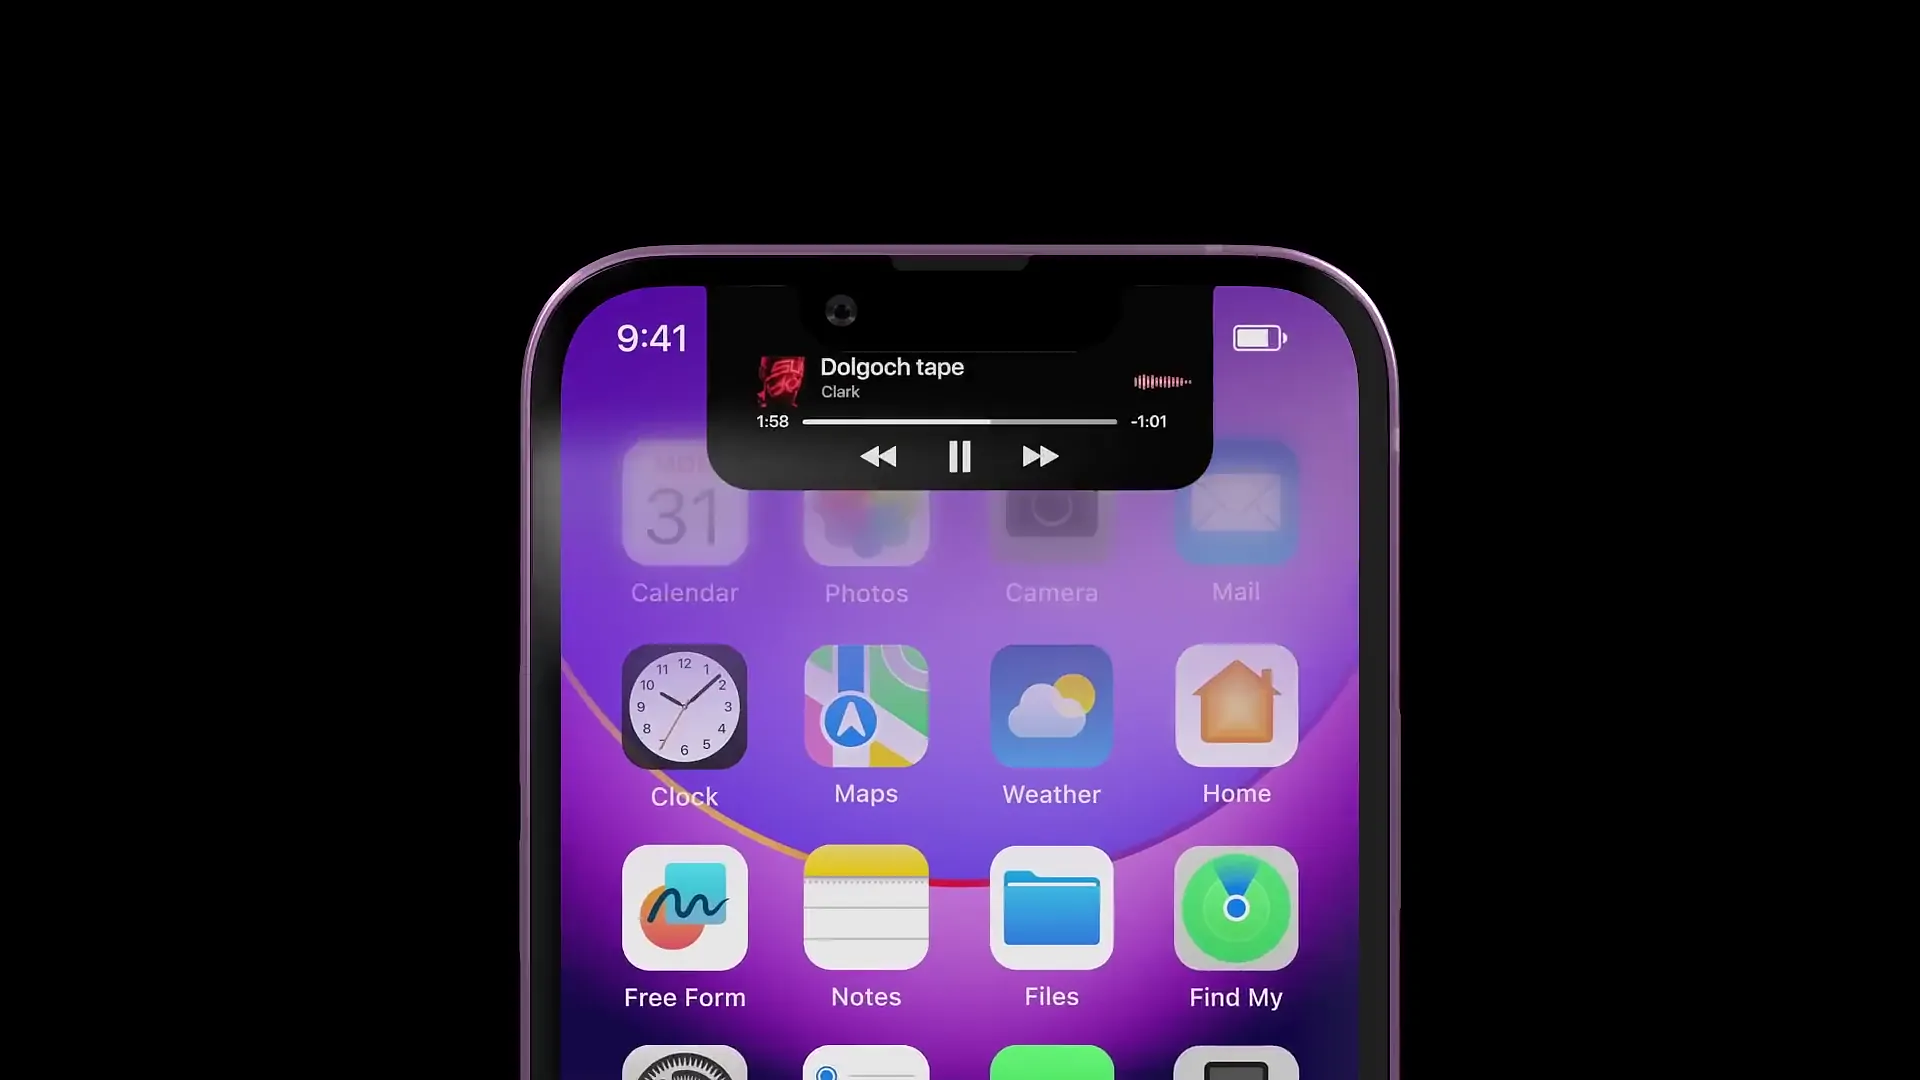 9:41
Dolgoch tape
Clark
1:58
-1:01
31
Calendar
Photos
Camera
Mail
12
11
1
10
2
9
3
8
4
7
6
5
Clock
Maps
Weather
Home
Free Form
Notes
Files
Find My